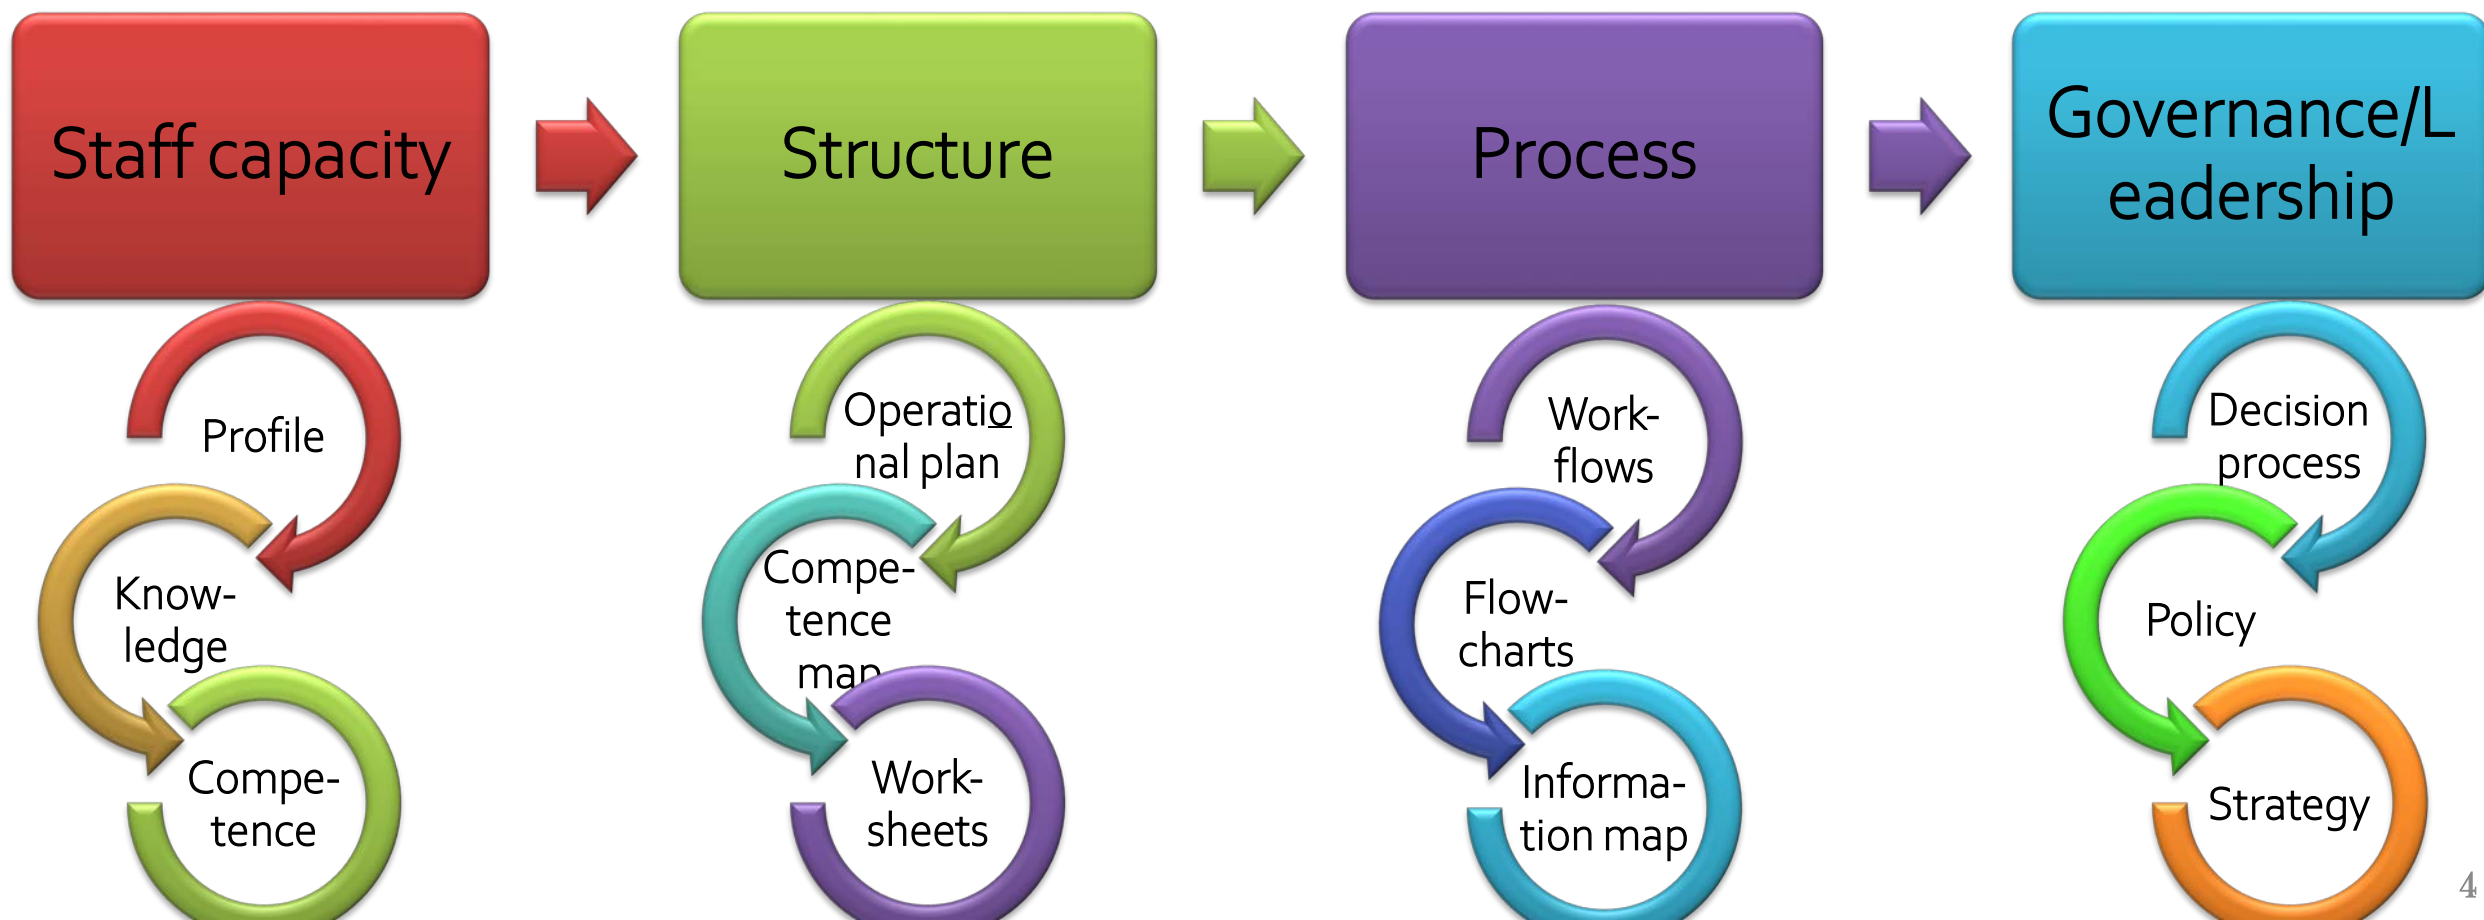 Staff capacity
Structure
Process
Governance/L
eadership
Profile
Know-
ledge
Compe-
tence
Operatio
nal plan
Compe-
tence
map
Work-
sheets
Work-
flows
Flow-
charts
Informa-
tion map
Decision
process
Policy
Strategy
4